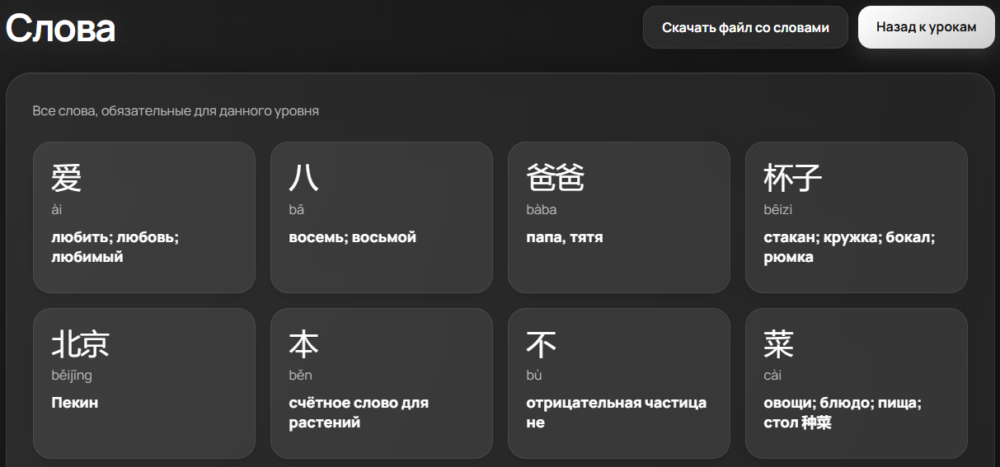 Слова
Скачать файл со словами
Назад к урокам
Все слова, обязательные для данного уровня
爱
ài
любить; любовь;
любимый
八
bā
восемь; восьмой
爸爸
bàba
папа, тятя
杯子
bēizi
стакан; кружка; бокал;
рюмка
北京
běijīng
Пекин
本
běn
счётное слово для
растений
不
bù
отрицательная частица
не
菜
cài
овощи; блюдо; пища;
стол 种菜